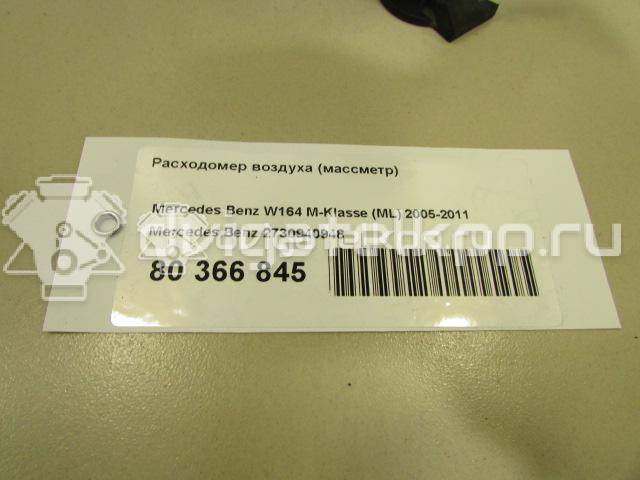 Расходомер воздуха (массметр)
Mercedes Benz W164 M-Klasse (ML) 2005-2011
Mercedes Benz 2730940948
80 366 845